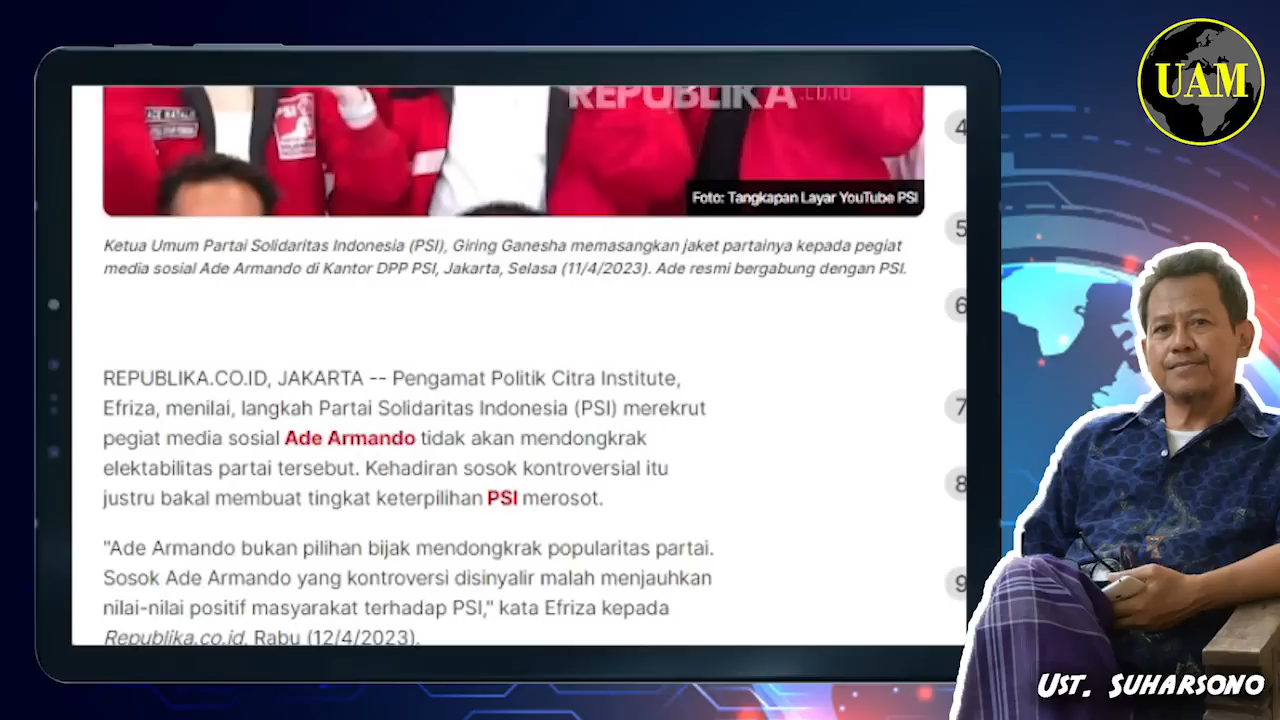 UAM
REPUBLIKA.co.id
PSI
4
Foto: Tangkapan Layar YouTube PSI
5
Ketua Umum Partai Solidaritas Indonesia (PSI), Giring Ganesha memasangkan jaket partainya kepada pegiat
media sosial Ade Armando di Kantor DPP PSI, Jakarta, Selasa (11/4/2023). Ade resmi bergabung dengan PSI.
6
REPUBLIKA.CO.ID, JAKARTA -- Pengamat Politik Citra Institute,
Efriza, menilai, langkah Partai Solidaritas Indonesia (PSI) merekrut
7
pegiat media sosial Ade Armando tidak akan mendongkrak
elektabilitas partai tersebut. Kehadiran sosok kontroversial itu
8
justru bakal membuat tingkat keterpilihan PSI merosot.
"Ade Armando bukan pilihan bijak mendongkrak popularitas partai.
Sosok Ade Armando yang kontroversi disinyalir malah menjauhkan
9
nilai-nilai positif masyarakat terhadap PSI," kata Efriza kepada
Republika.co.id, Rabu (12/4/2023).
Ust. Suharsono